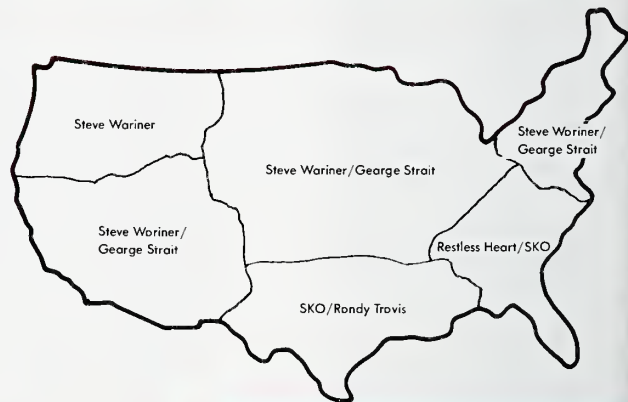 Steve Wariner
Steve Woriner/
Gearge Strait
Steve Wariner/Gearge Strait
Steve Woriner/
Gearge Strait
Restless Heart/SKO
SKO/Rondy Trovis